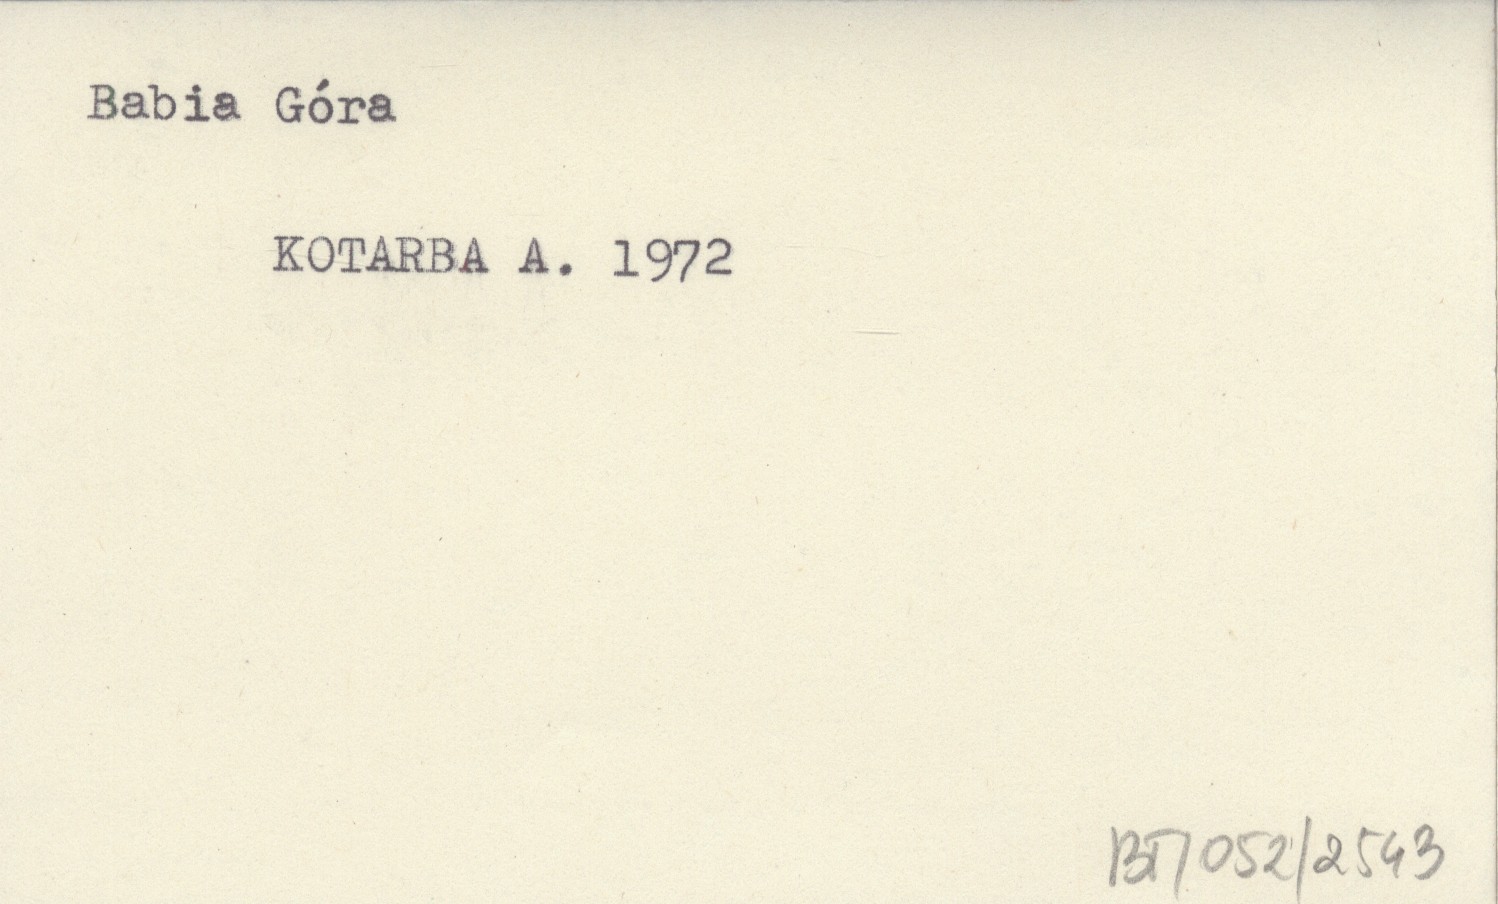 Babia Góra
KOTARBA A. 1972
BT/052/2543